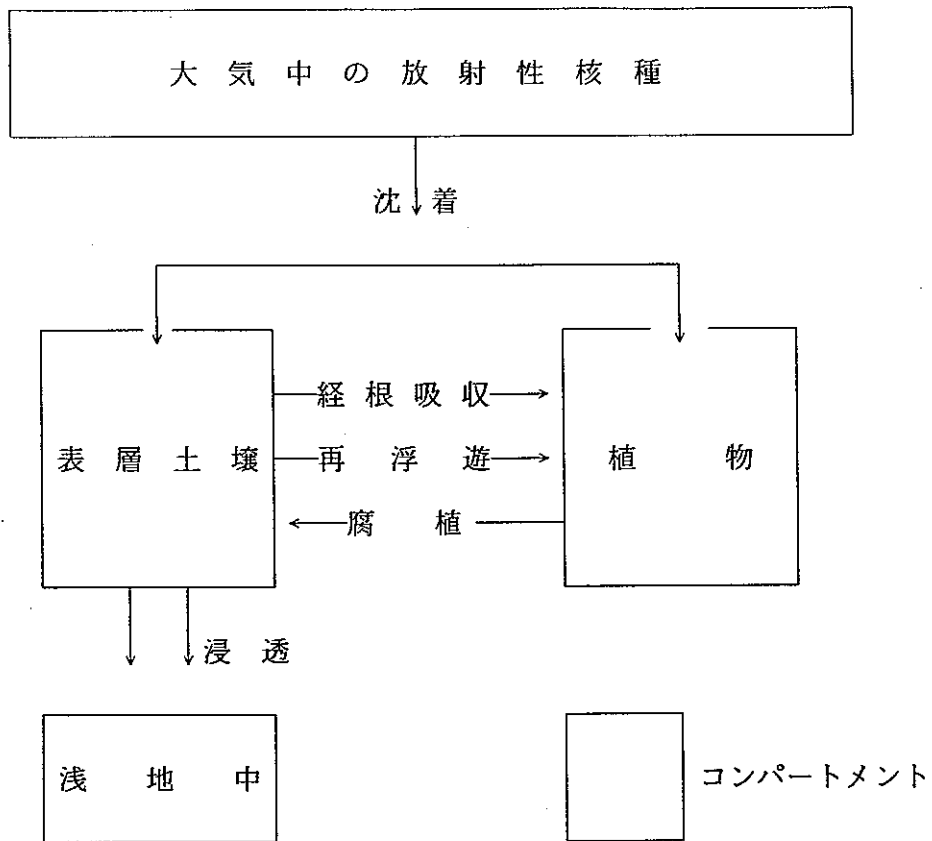 大気中の放射性核種
沈着
経根吸収
表層土壌
再浮遊
植物
腐植
浸透
浅地中
コンパートメント